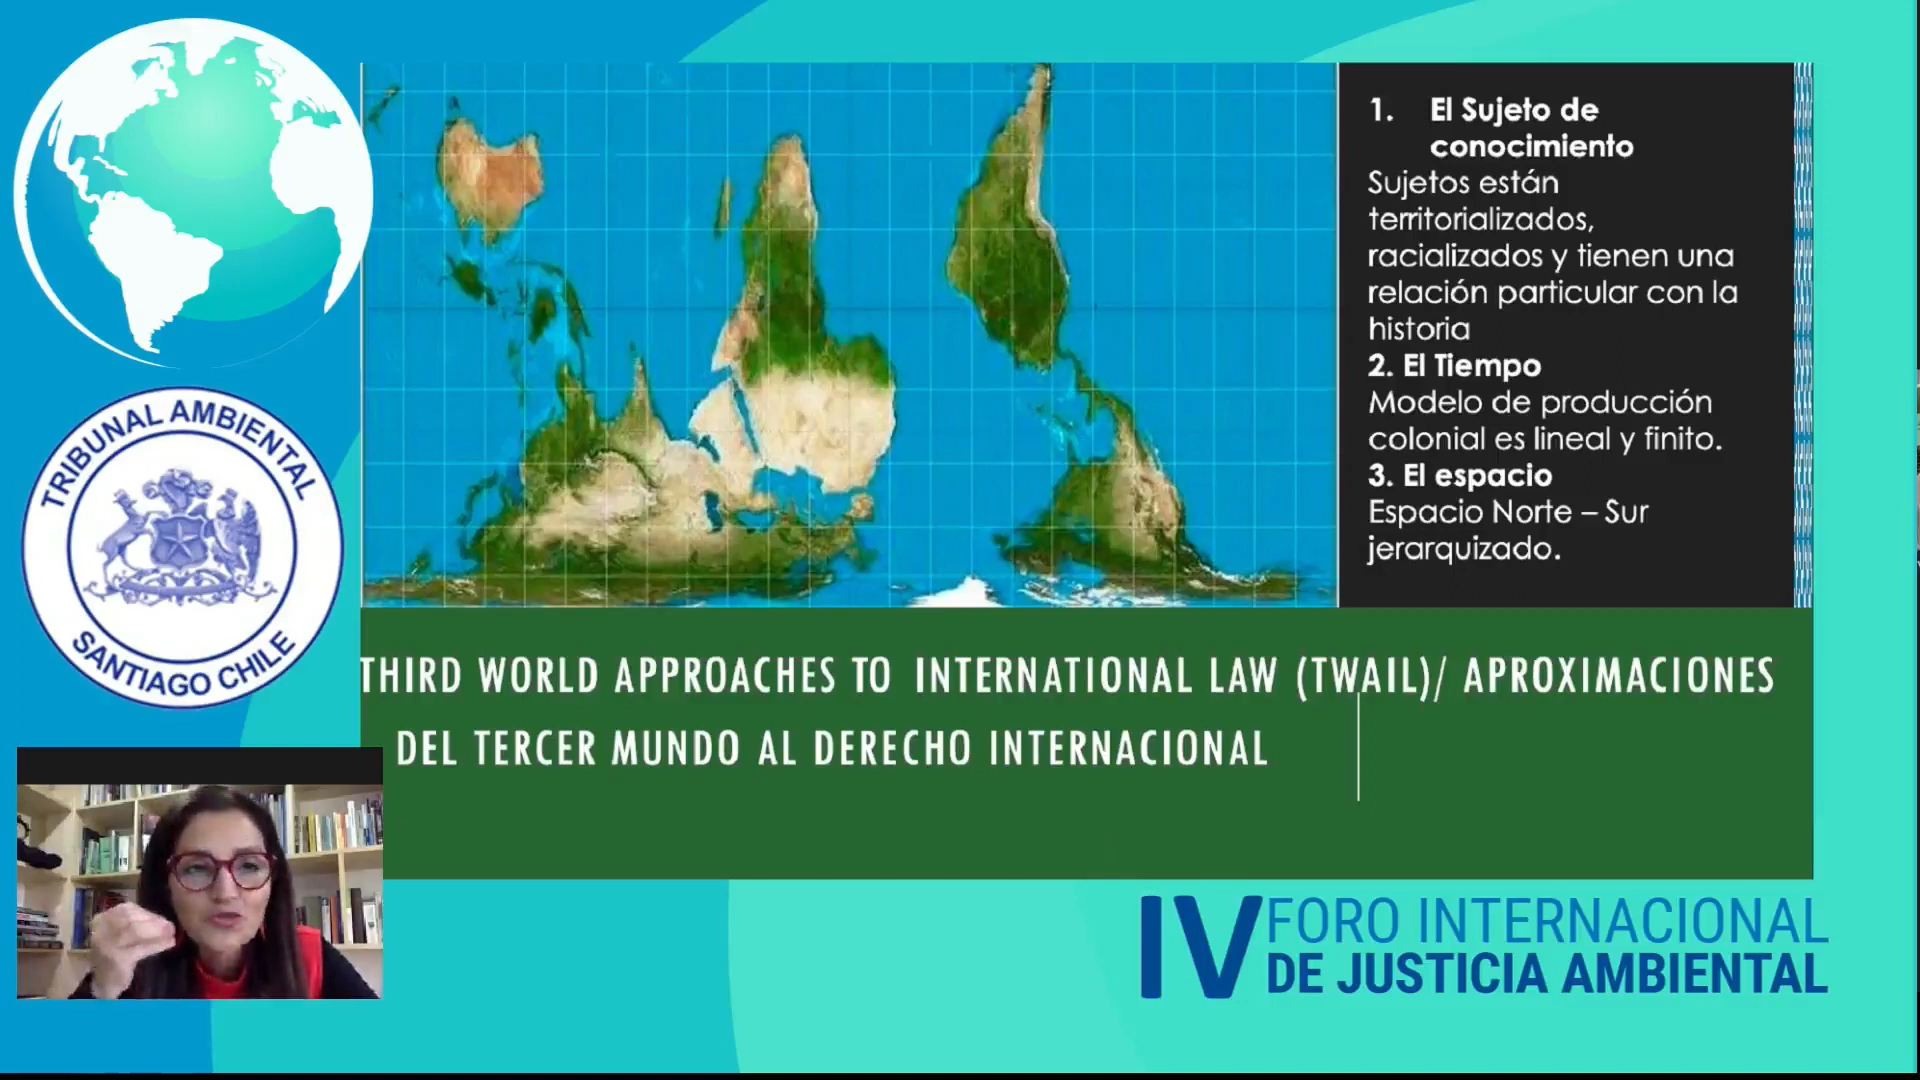 TRIBUNAL AMBIENTAL
SANTIAGO CHILE
1. El Sujeto de
conocimiento
Sujetos están
territorializados,
racializados y tienen una
relación particular con la
historia
2. El Tiempo
Modelo de producción
colonial es lineal y finito.
3. El espacio
Espacio Norte – Sur
jerarquizado.
THIRD WORLD APPROACHES TO INTERNATIONAL LAW (TWAIL)/ APROXIMACIONES
DEL TERCER MUNDO AL DERECHO INTERNACIONAL
IV FORO INTERNACIONAL
DE JUSTICIA AMBIENTAL